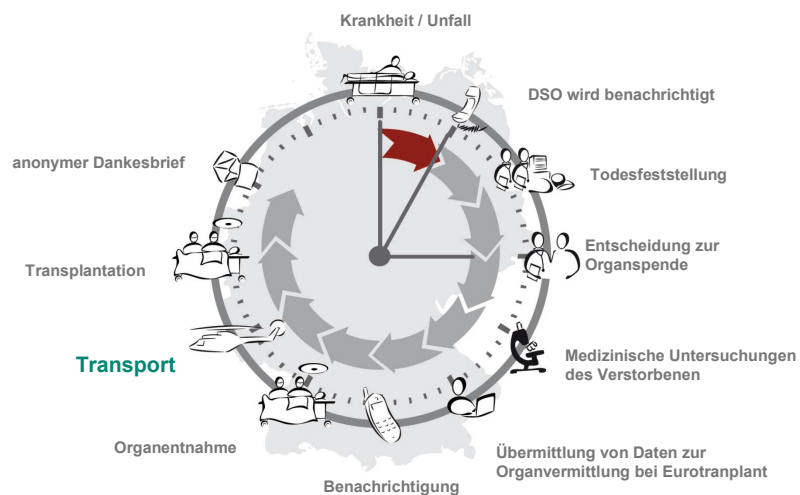 Krankheit / Unfall
DSO wird benachrichtigt
Todesfeststellung
Entscheidung zur
Organspende
Medizinische Untersuchungen
des Verstorbenen
Übermittlung von Daten zur
Organvermittlung bei Eurotranplant
Benachrichtigung
Organentnahme
Transport
Transplantation
anonymer Dankesbrief